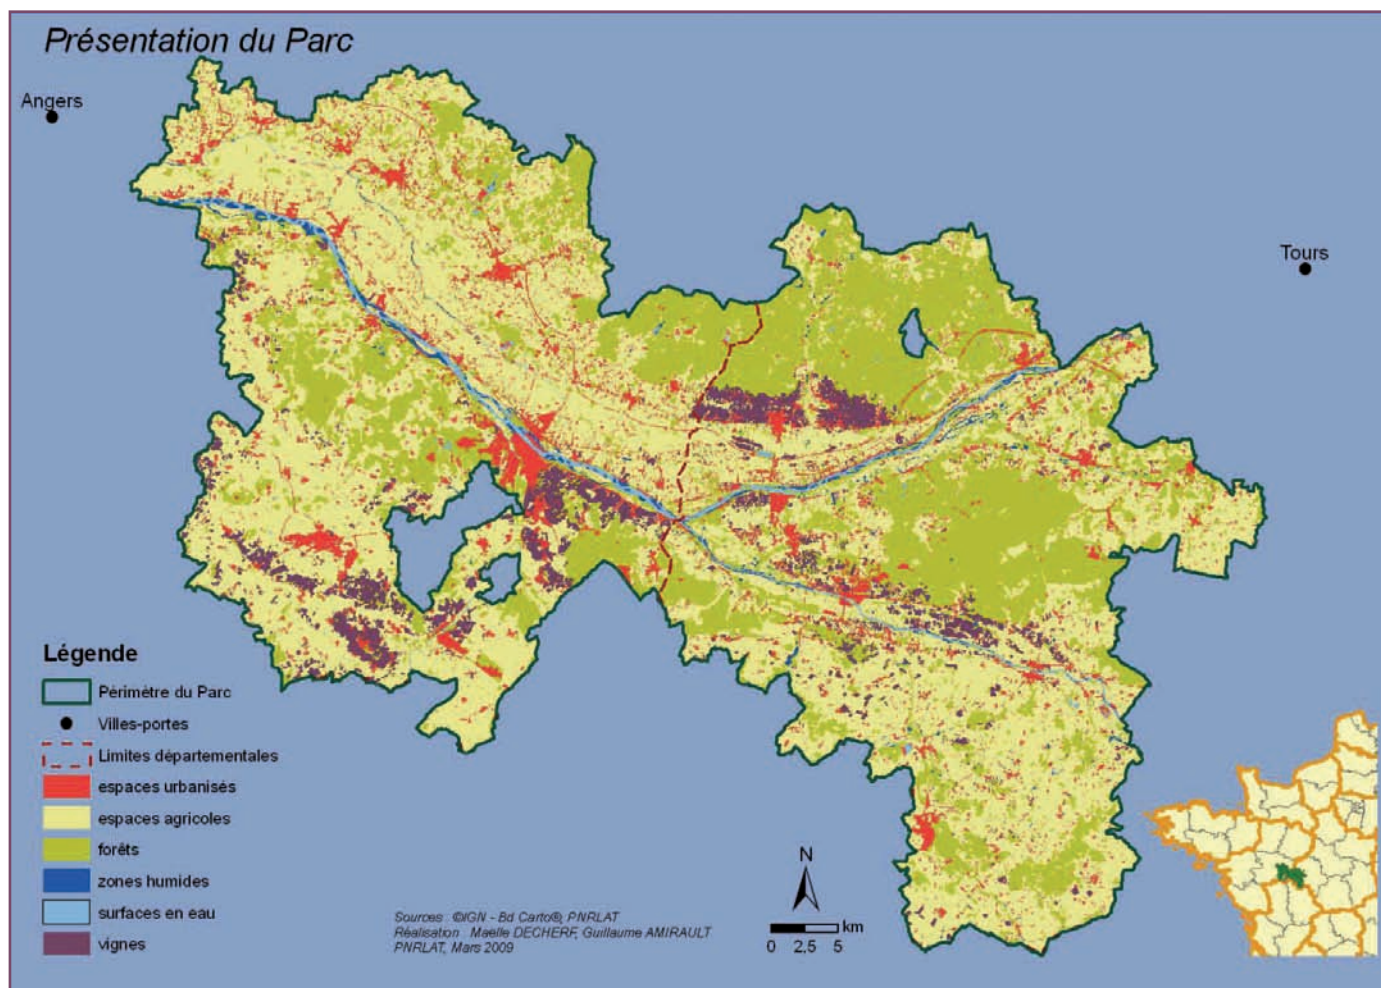 Présentation du Parc
Angers
Tours
Légende
Périmètre du Parc
Villes-portes
Limites départementales
espaces urbanisés
espaces agricoles
forêts
zones humides
surfaces en eau
vignes
Sources : ©IGN - Bd Carto®, PNRLAT
Réalisation : Maelle DECHERF, Guillaume AMIRAULT
PNRLAT, Mars 2009
N
km
0 2,5 5